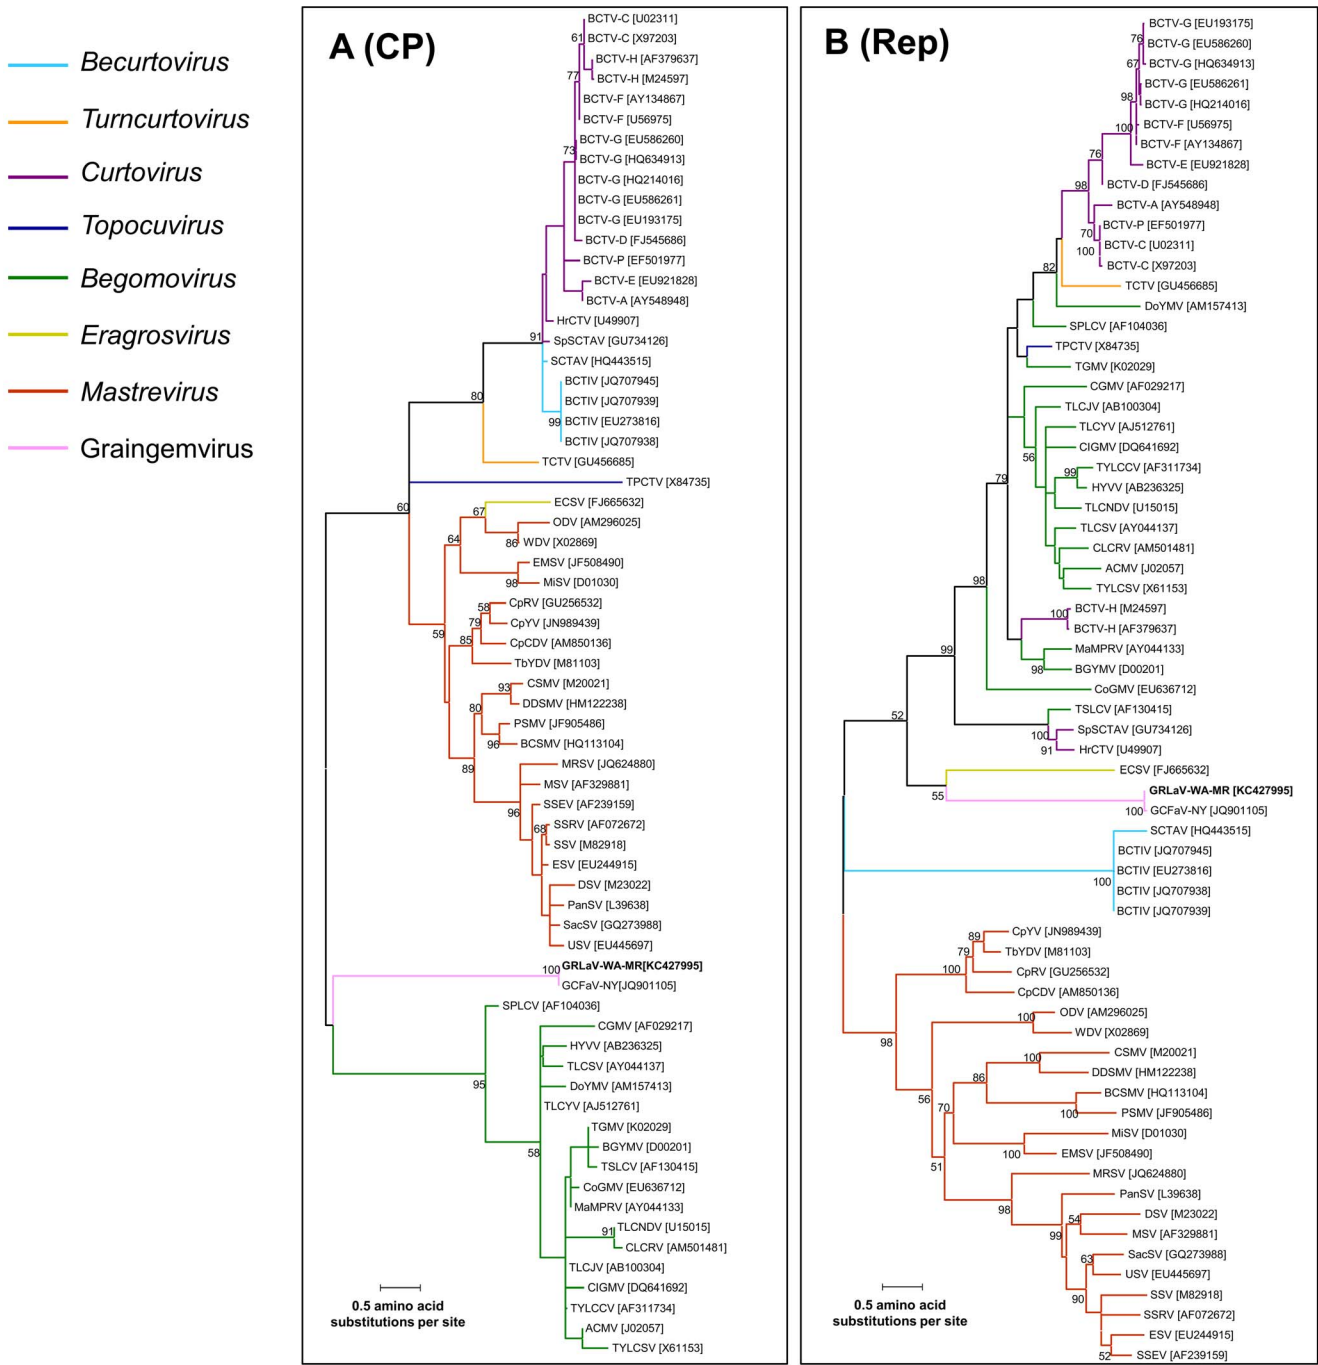 Becurtovirus
Turncurtovirus
Curtovirus
Topocuvirus
Begomovirus
Eragrosvirus
Mastrevirus
Graingemvirus
A (CP)
BCTV-C [U02311]
61
BCTV-C [X97203]
BCTV-H [AF379637]
77
BCTV-H [M24597]
BCTV-F [AY134867]
BCTV-F [U56975]
BCTV-G [EU586260]
73
BCTV-G [HQ634913]
BCTV-G [HQ214016]
BCTV-G [EU586261]
BCTV-G [EU193175]
BCTV-D [FJ545686]
BCTV-P [EF501977]
BCTV-E [EU921828]
BCTV-A [AY548948]
HrCTV [U49907]
91
SpSCTAV [GU734126]
SCTAV [HQ443515]
BCTIV [JQ707945]
80
BCTIV [JQ707939]
99
BCTIV [EU273816]
BCTIV [JQ707938]
TCTV [GU456685]
TPCTV [X84735]
60
ECSV [FJ665632]
67
ODV [AM296025]
64
86
WDV [X02869]
EMSV [JF508490]
98
MiSV [D01030]
58
CpRV [GU256532]
79
CpYV [JN989439]
59
85
CpCDV [AM850136]
TbYDV [M81103]
93
CSMV [M20021]
80
DDSMV [HM122238]
PSMV [JF905486]
96
BCSMV [HQ113104]
89
MRSV [JQ624880]
MSV [AF329881]
96
SSEV [AF239159]
68
SSRV [AF072672]
SSV [M82918]
ESV [EU244915]
DSV [M23022]
PanSV [L39638]
SacSV [GQ273988]
USV [EU445697]
100
GRLaV-WA-MR[KC427995]
GCFaV-NY[JQ901105]
SPLCV [AF104036]
CGMV [AF029217]
HYVV [AB236325]
TLCSV [AY044137]
95
DoYMV [AM157413]
TLCYV [AJ512761]
TGMV [K02029]
58
BGYMV [D00201]
TSLCV [AF130415]
CoGMV [EU636712]
MaMPRV [AY044133]
91
TLCNDV [U15015]
CLCRV [AM501481]
TLCJV [AB100304]
CIGMV [DQ641692]
TYLCCV [AF311734]
ACMV [J02057]
TYLCSV [X61153]
0.5 amino acid
substitutions per site
B (Rep)
BCTV-G [EU193175]
76
BCTV-G [EU586260]
67
BCTV-G [HQ634913]
BCTV-G [EU586261]
98
BCTV-G [HQ214016]
100
BCTV-F [U56975]
BCTV-F [AY134867]
76
BCTV-E [EU921828]
98
BCTV-D [FJ545686]
BCTV-A [AY548948]
70
BCTV-P [EF501977]
100
BCTV-C [U02311]
BCTV-C [X97203]
82
TCTV [GU456685]
DoYMV [AM157413]
SPLCV [AF104036]
TPCTV [X84735]
TGMV [K02029]
CGMV [AF029217]
TLCJV [AB100304]
TLCYV [AJ512761]
56
CIGMV [DQ641692]
79
99
TYLCCV [AF311734]
HYVV [AB236325]
TLCNDV [U15015]
TLCSV [AY044137]
CLCRV [AM501481]
ACMV [J02057]
98
TYLCSV [X61153]
100
BCTV-H [M24597]
BCTV-H [AF379637]
99
MaMPRV [AY044133]
98
BGYMV [D00201]
CoGMV [EU636712]
52
TSLCV [AF130415]
100
SpSCTAV [GU734126]
91
HrCTV [U49907]
ECSV [FJ665632]
55
GRLaV-WA-MR [KC427995]
100
GCFaV-NY [JQ901105]
SCTAV [HQ443515]
BCTIV [JQ707945]
100
BCTIV [EU273816]
BCTIV [JQ707938]
BCTIV [JQ707939]
89
CpYV [JN989439]
79
TbYDV [M81103]
100
CpRV [GU256532]
CpCDV [AM850136]
100
ODV [AM296025]
98
WDV [X02869]
100
CSMV [M20021]
86
DDSMV [HM122238]
56
BCSMV [HQ113104]
70
100
PSMV [JF905486]
MiSV [D01030]
100
EMSV [JF508490]
51
MRSV [JQ624880]
98
PanSV [L39638]
54
DSV [M23022]
99
MSV [AF329881]
63
SacSV [GQ273988]
USV [EU445697]
90
SSV [M82918]
SSRV [AF072672]
ESV [EU244915]
52
SSEV [AF239159]
0.5 amino acid
substitutions per site